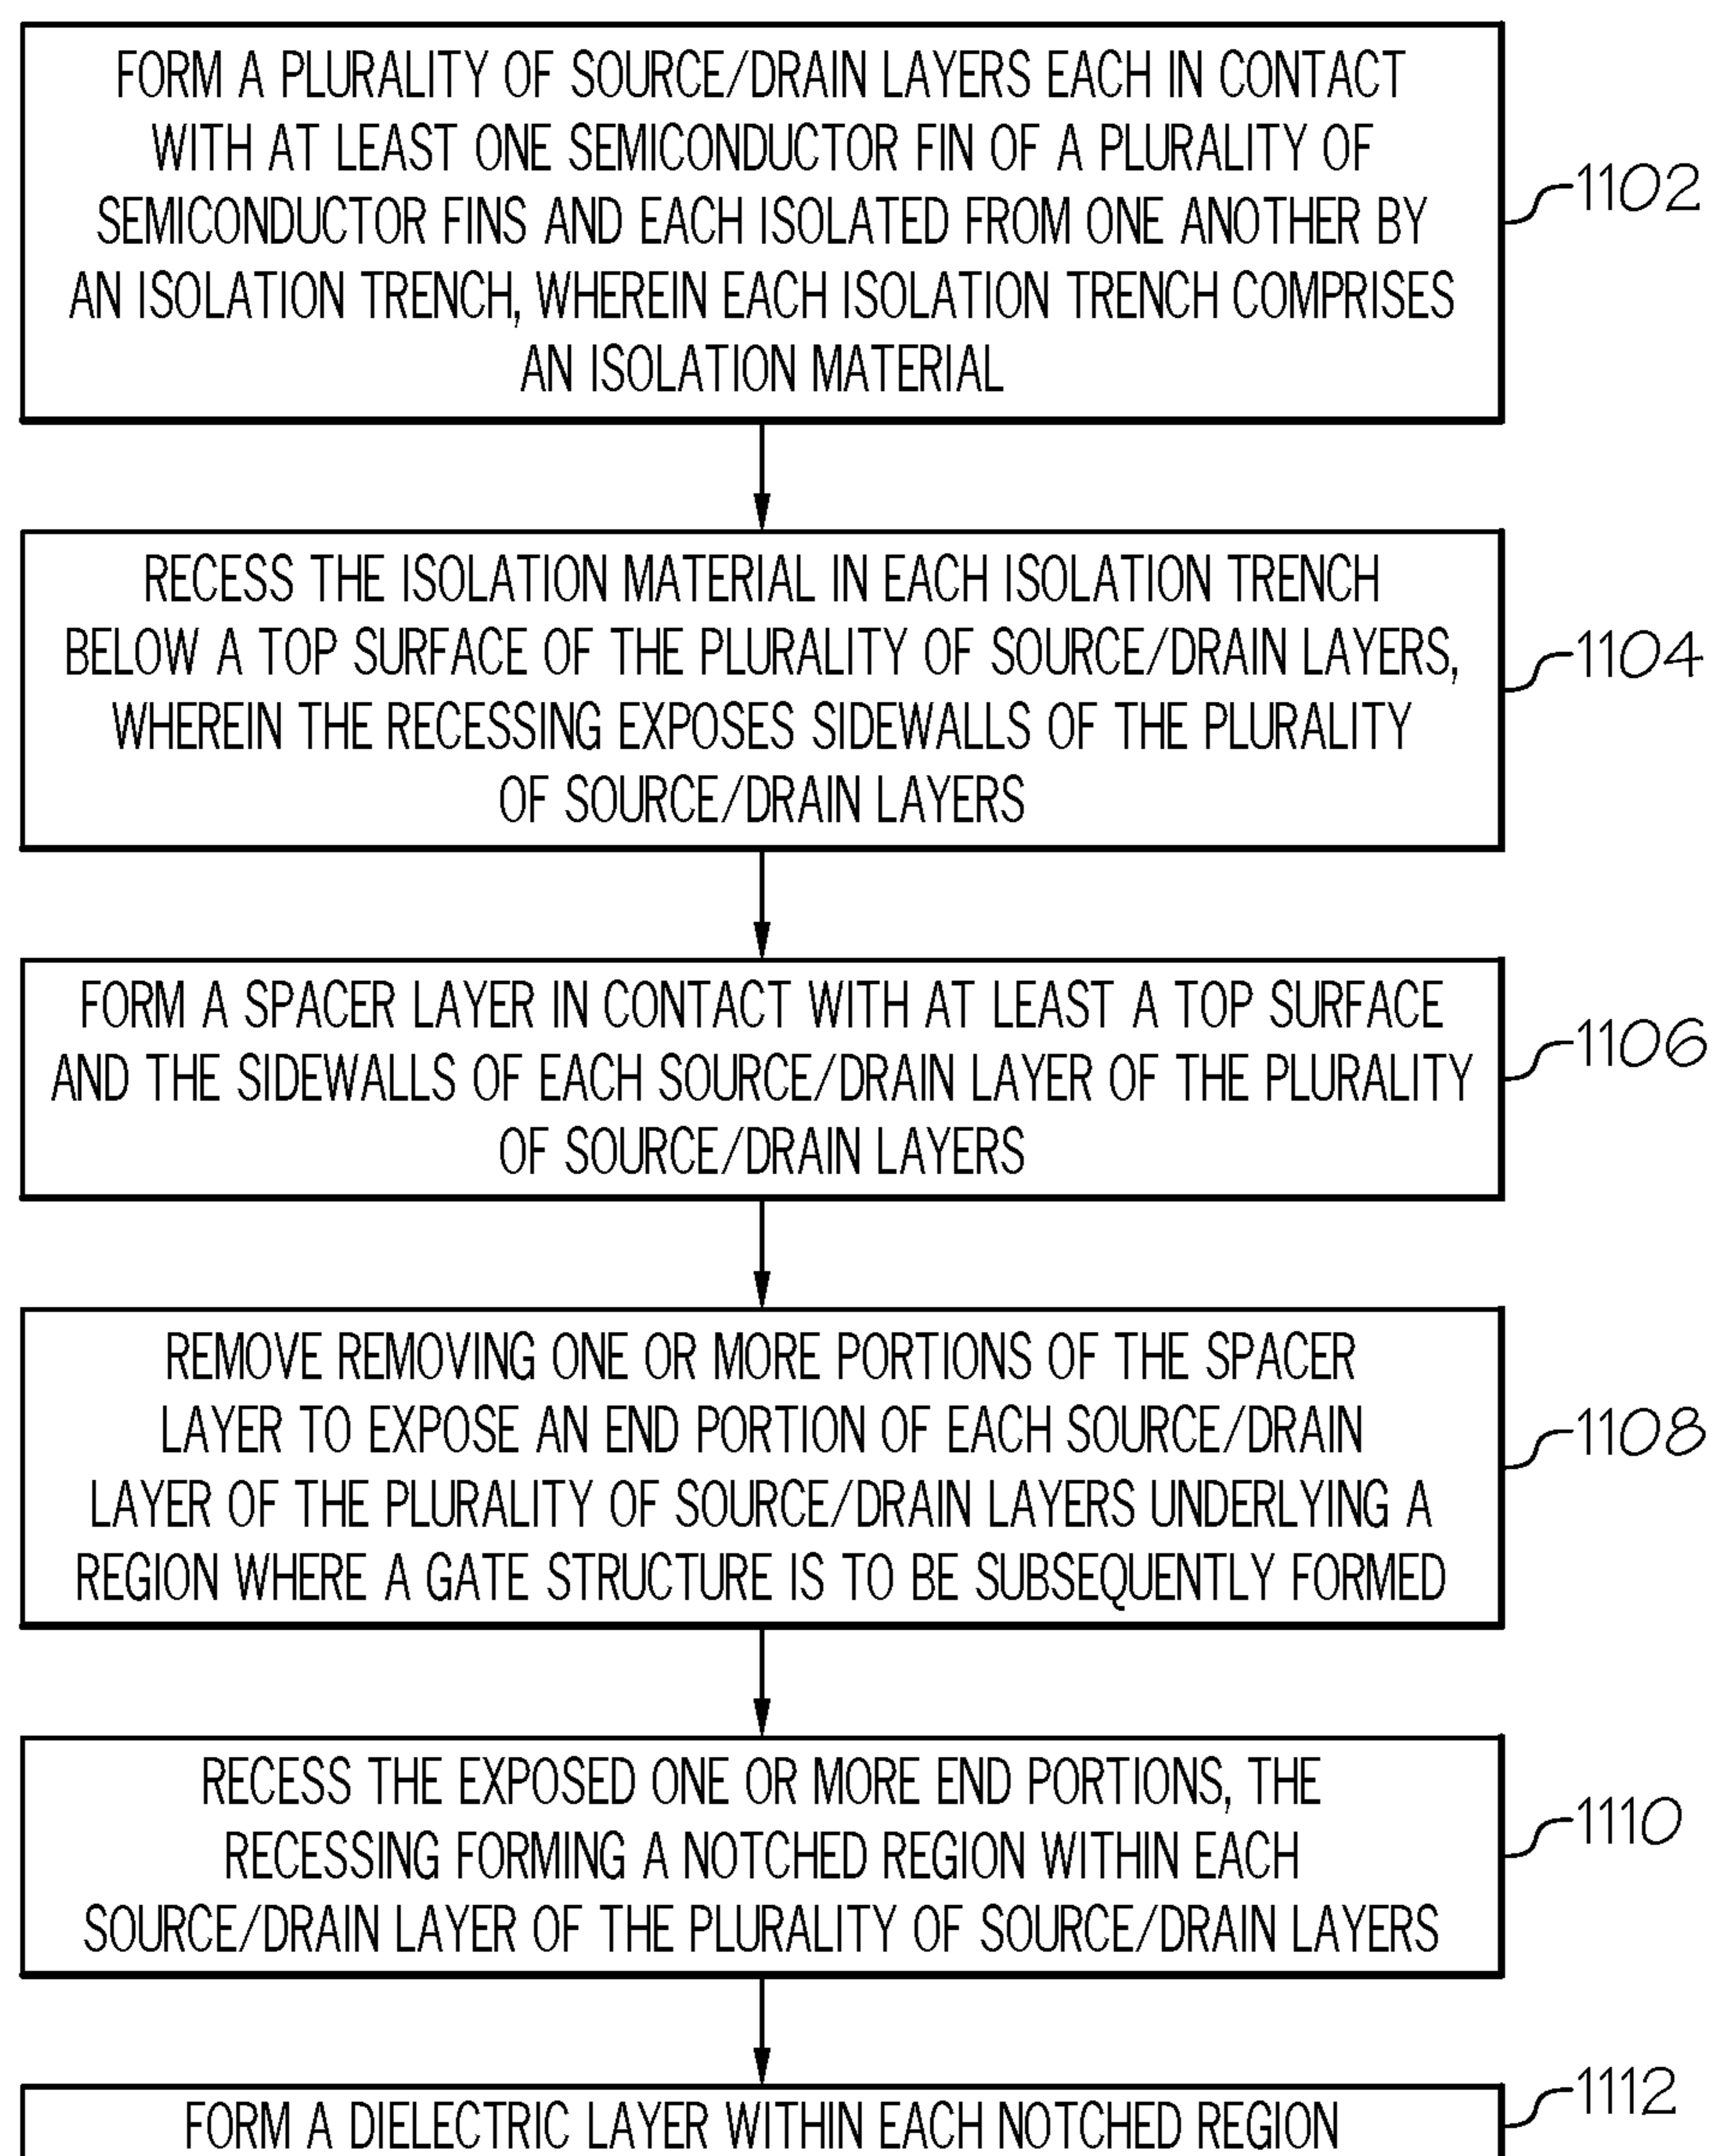 FORM A PLURALITY OF SOURCE/DRAIN LAYERS EACH IN CONTACT
WITH AT LEAST ONE SEMICONDUCTOR FIN OF A PLURALITY OF
SEMICONDUCTOR FINS AND EACH ISOLATED FROM ONE ANOTHER BY
AN ISOLATION TRENCH, WHEREIN EACH ISOLATION TRENCH COMPRISES
AN ISOLATION MATERIAL
1102
RECESS THE ISOLATION MATERIAL IN EACH ISOLATION TRENCH
BELOW A TOP SURFACE OF THE PLURALITY OF SOURCE/DRAIN LAYERS,
WHEREIN THE RECESSING EXPOSES SIDEWALLS OF THE PLURALITY
OF SOURCE/DRAIN LAYERS
1104
FORM A SPACER LAYER IN CONTACT WITH AT LEAST A TOP SURFACE
AND THE SIDEWALLS OF EACH SOURCE/DRAIN LAYER OF THE PLURALITY
OF SOURCE/DRAIN LAYERS
1106
REMOVE REMOVING ONE OR MORE PORTIONS OF THE SPACER
LAYER TO EXPOSE AN END PORTION OF EACH SOURCE/DRAIN
LAYER OF THE PLURALITY OF SOURCE/DRAIN LAYERS UNDERLYING A
REGION WHERE A GATE STRUCTURE IS TO BE SUBSEQUENTLY FORMED
1108
RECESS THE EXPOSED ONE OR MORE END PORTIONS, THE
RECESSING FORMING A NOTCHED REGION WITHIN EACH
SOURCE/DRAIN LAYER OF THE PLURALITY OF SOURCE/DRAIN LAYERS
1110
FORM A DIELECTRIC LAYER WITHIN EACH NOTCHED REGION
1112